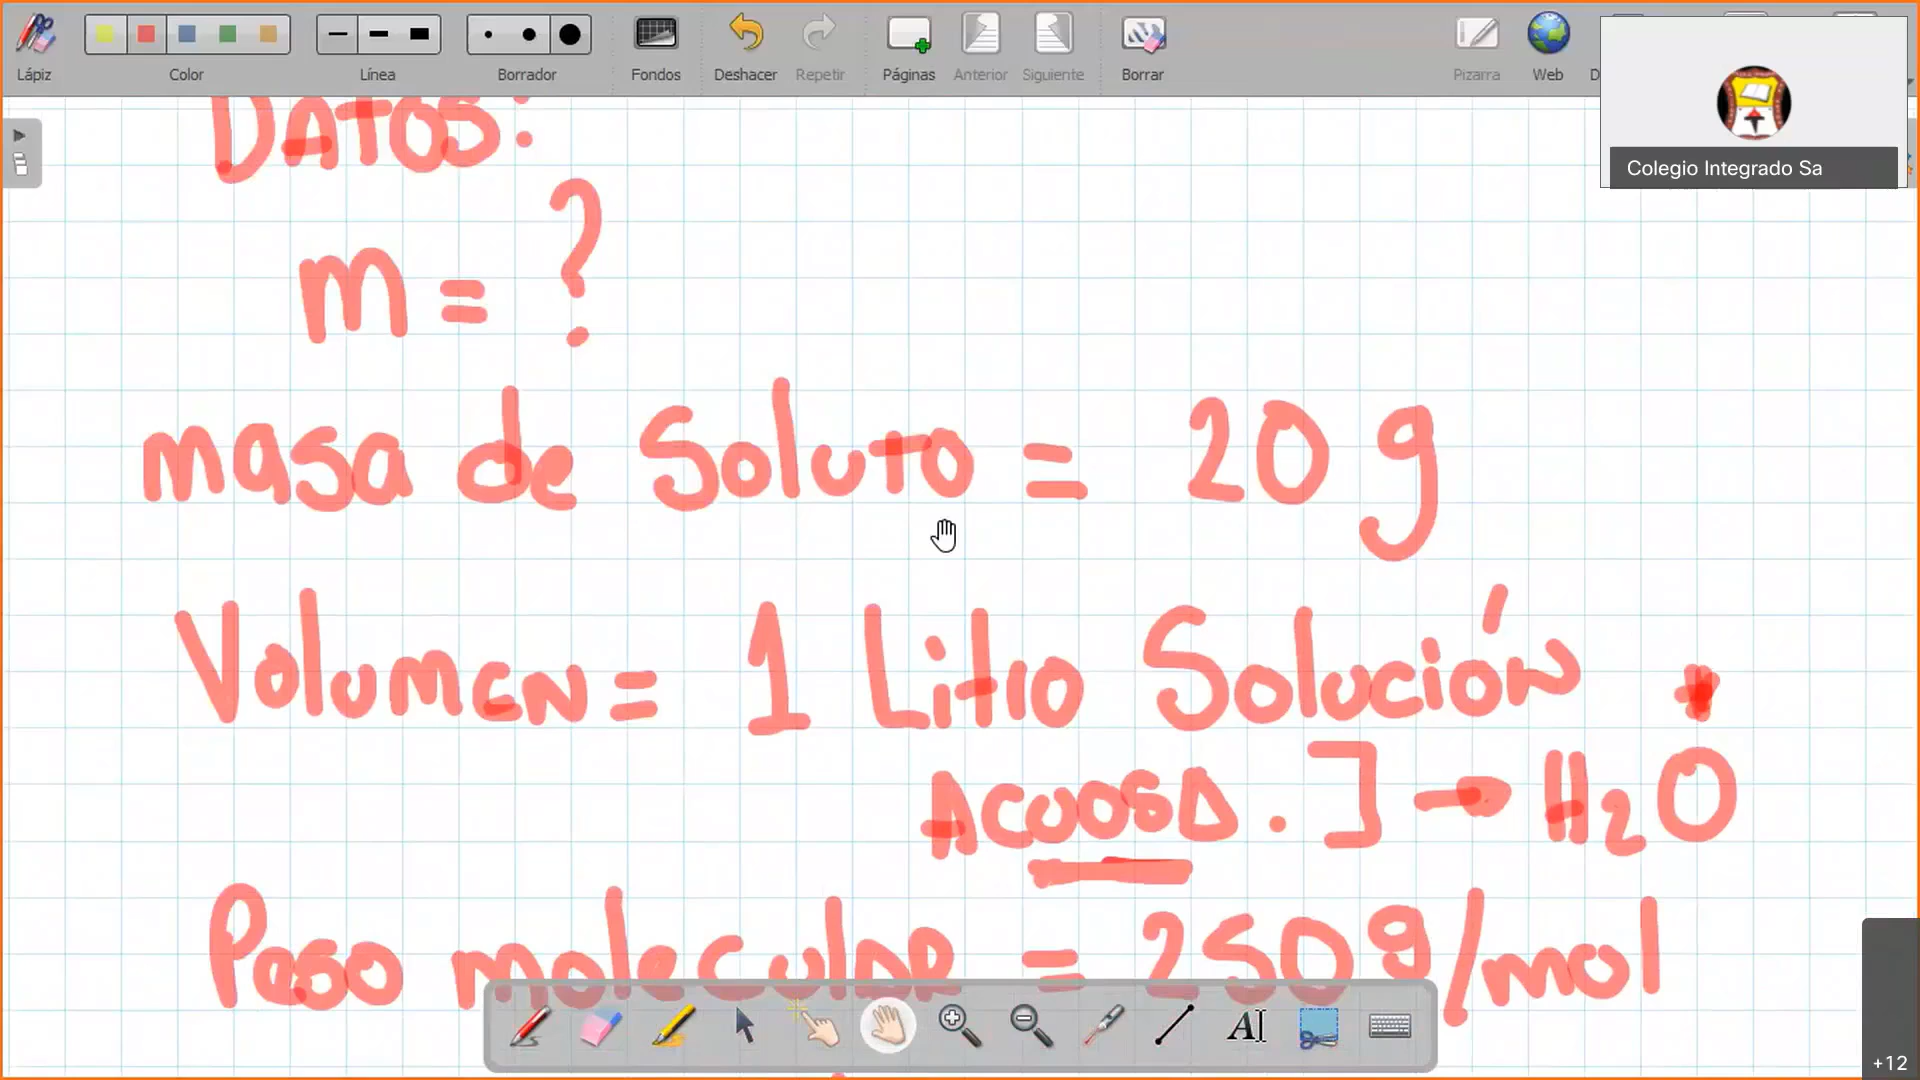 Lápiz Color Línea Borrador Fondos Deshacer Repetir Páginas Anterior Siguiente Borrar Pizarra Web D
Colegio Integrado Sa
DATOS:
m = ?
masa de Soluto = 20 g
Volumen = 1 Litro Solución *
Acuosa. ] → H₂O
Peso molecular = 250 g/mol
AI
+12